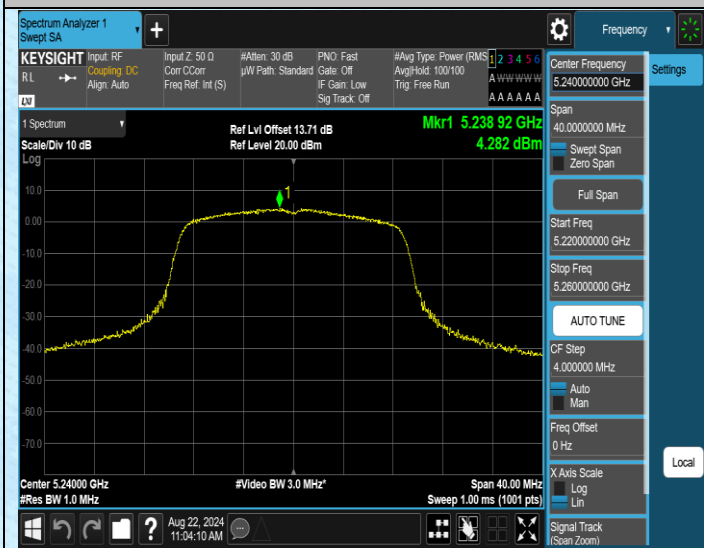 Spectrum Analyzer 1
Swept SA
Frequency
KEYSIGHT
R L
LXI
Input: RF
Coupling: DC
Align: Auto
Input Z: 50 Ω
Corr CCorr
Freq Ref: Int (S)
#Atten: 30 dB
µW Path: Standard
PNO: Fast
Gate: Off
IF Gain: Low
Sig Track: Off
#Avg Type: Power (RMS
Avg|Hold: 100/100
Trig: Free Run
1 2 3 4 5 6
A W W W W W
A A A A A A
1 Spectrum
Scale/Div 10 dB
Log
Ref Lvl Offset 13.71 dB
Ref Level 20.00 dBm
Mkr1 5.238 92 GHz
4.282 dBm
1
10.0
0.00
-10.0
-20.0
-30.0
-40.0
-50.0
-60.0
-70.0
Center 5.24000 GHz
#Res BW 1.0 MHz
#Video BW 3.0 MHz*
Span 40.00 MHz
Sweep 1.00 ms (1001 pts)
Center Frequency
5.240000000 GHz
Settings
Span
40.0000000 MHz
Swept Span
Zero Span
Full Span
Start Freq
5.220000000 GHz
Stop Freq
5.260000000 GHz
AUTO TUNE
CF Step
4.000000 MHz
Auto
Man
Freq Offset
0 Hz
X Axis Scale
Log
Lin
Local
Signal Track
(Span Zoom)
?
Aug 22, 2024
11:04:10 AM